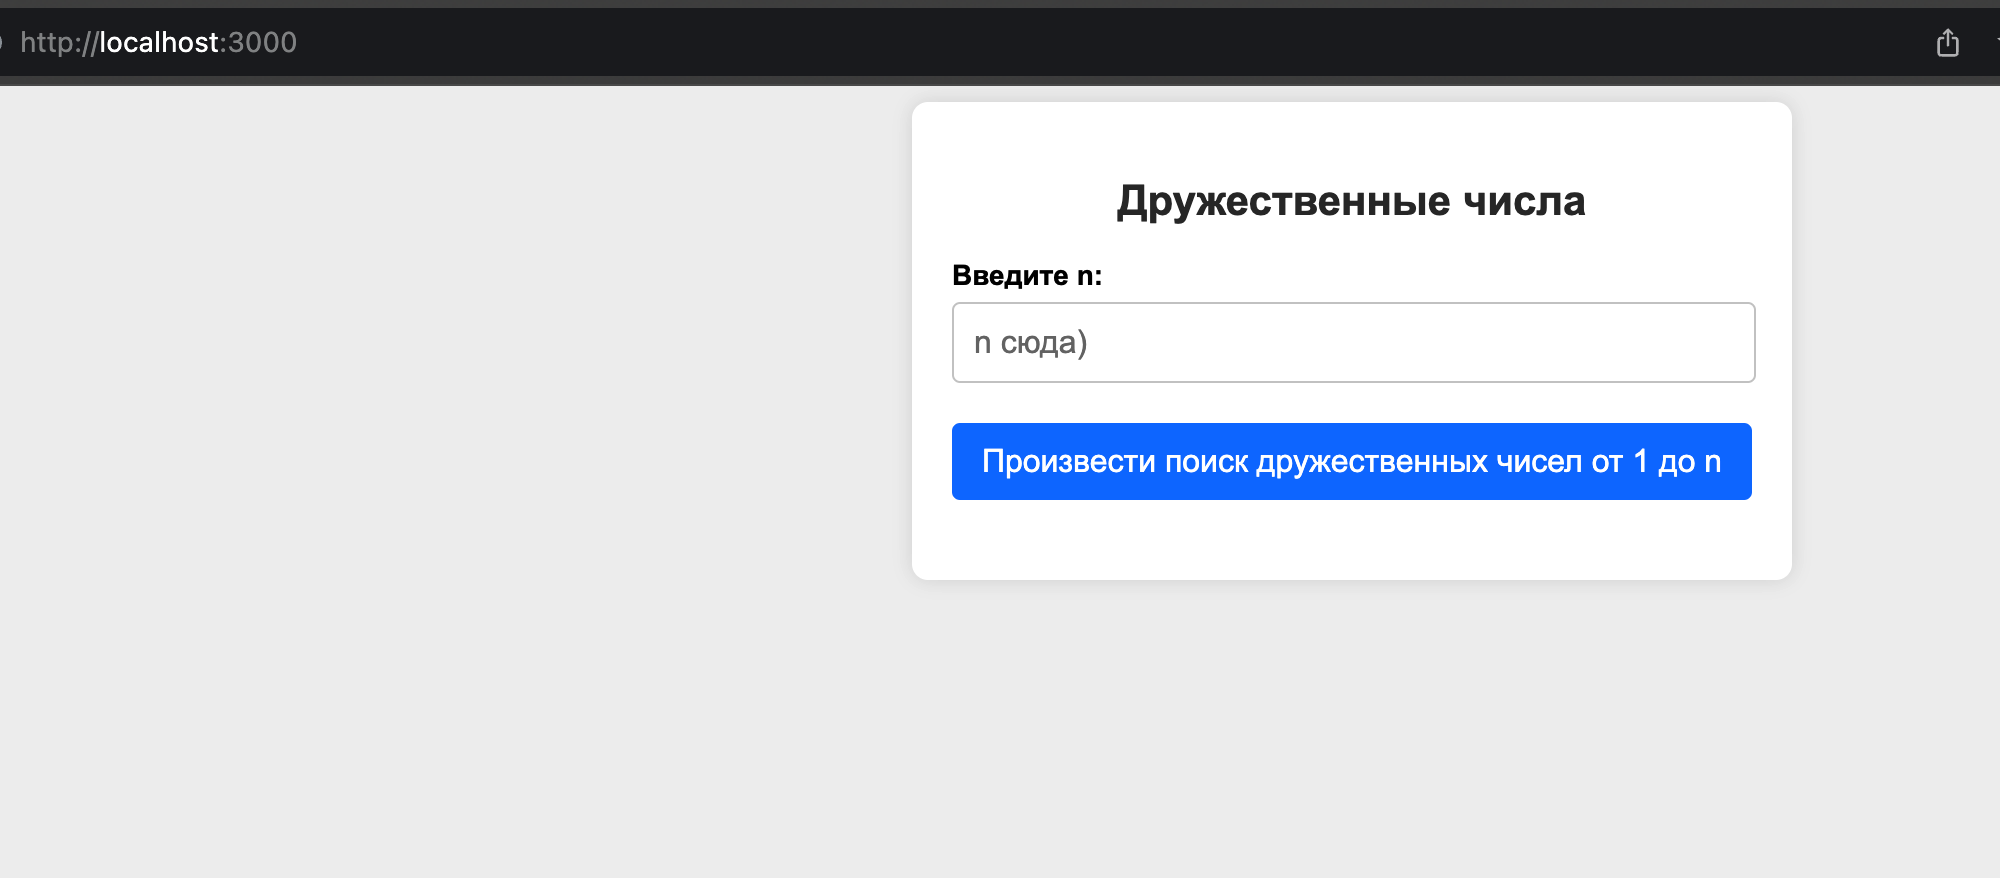 http://localhost:3000
Дружественные числа
Введите n:
n сюда)
Произвести поиск дружественных чисел от 1 до n